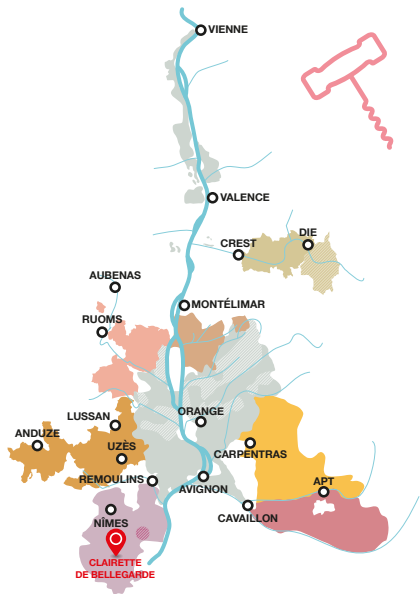 VIENNE
VALENCE
DIE
CREST
AUBENAS
MONTÉLIMAR
RUOMS
ORANGE
LUSSAN
ANDUZE
UZÈS
CARPENTRAS
REMOULINS
APT
AVIGNON
CAVAILLON
NÎMES
CLAIRETTE
DE BELLEGARDE